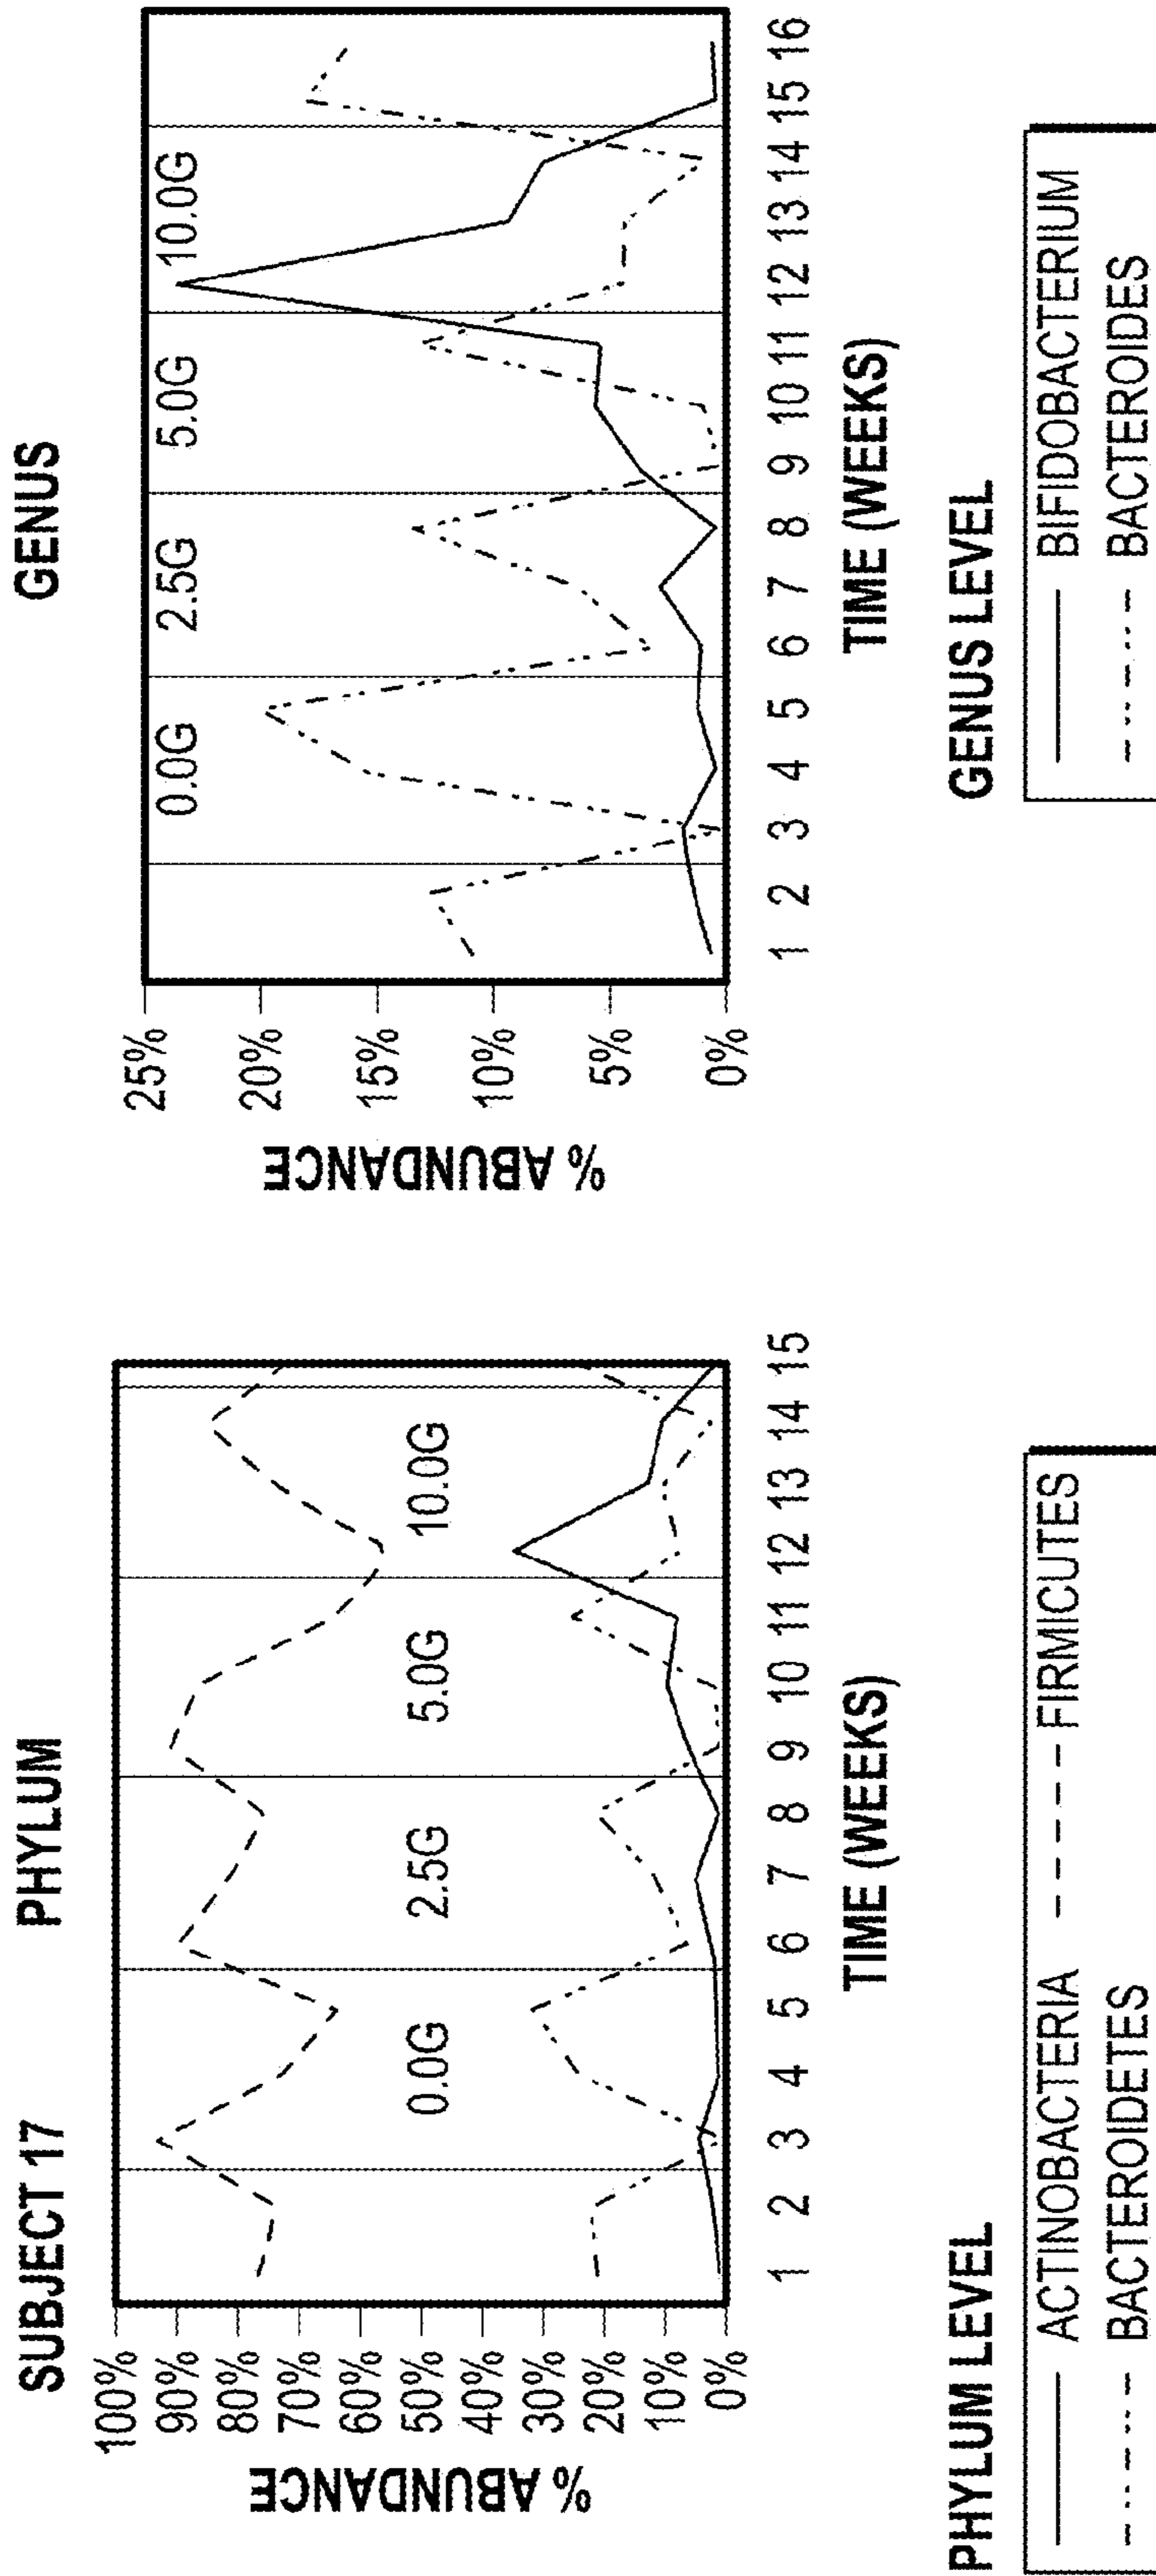 SUBJECT 17
PHYLUM
100%
90%
80%
70%
60%
50%
40%
30%
20%
10%
0%
% ABUNDANCE
0.0G 2.5G 5.0G 10.0G
1 2 3 4 5 6 7 8 9 10 11 12 13 14 15
TIME (WEEKS)
PHYLUM LEVEL
ACTINOBACTERIA FIRMICUTES
BACTEROIDETES
GENUS
25%
20%
15%
10%
5%
0%
% ABUNDANCE
0.0G 2.5G 5.0G 10.0G
1 2 3 4 5 6 7 8 9 10 11 12 13 14 15 16
TIME (WEEKS)
GENUS LEVEL
BIFIDOBACTERIUM
BACTEROIDES